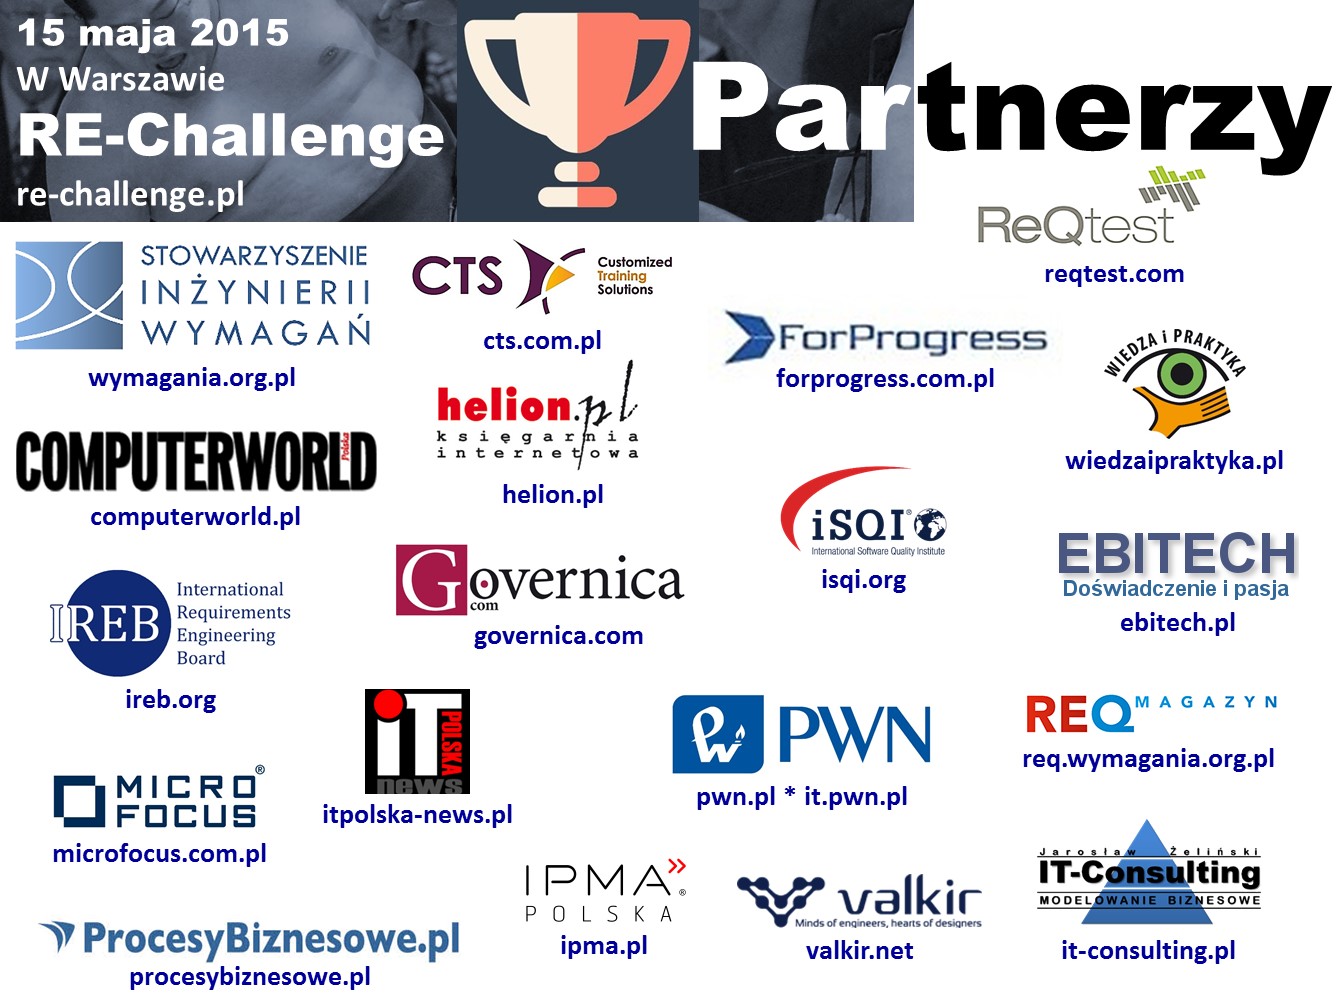 15 maja 2015
W Warszawie
RE-Challenge
re-challenge.pl
Partnerzy
ReQtest
reqtest.com
STOWARZYSZENIE
INŻYNIERII
WYMAGAŃ
wymagania.org.pl
CTS
Customized
Training
Solutions
cts.com.pl
ForProgress
forprogress.com.pl
WIEDZA i PRAKTYKA
wiedzaipraktyka.pl
helion.pl
księgarnia
internetowa
helion.pl
COMPUTERWORLD
Polska
computerworld.pl
iSQI®
International Software Quality Institute
isqi.org
EBITECH
Doświadczenie i pasja
ebitech.pl
Governica
com
governica.com
IREB
International
Requirements
Engineering
Board
ireb.org
iT
POLSKA
news
itpolska-news.pl
PW
PWN
pwn.pl * it.pwn.pl
REQ MAGAZYN
req.wymagania.org.pl
MICRO
FOCUS
®
microfocus.com.pl
IPMA®
POLSKA
ipma.pl
valkir
Minds of engineers, hearts of designers
valkir.net
Jarosław Żeliński
IT-Consulting
MODELOWANIE BIZNESOWE
it-consulting.pl
ProcesyBiznesowe.pl
procesybiznesowe.pl